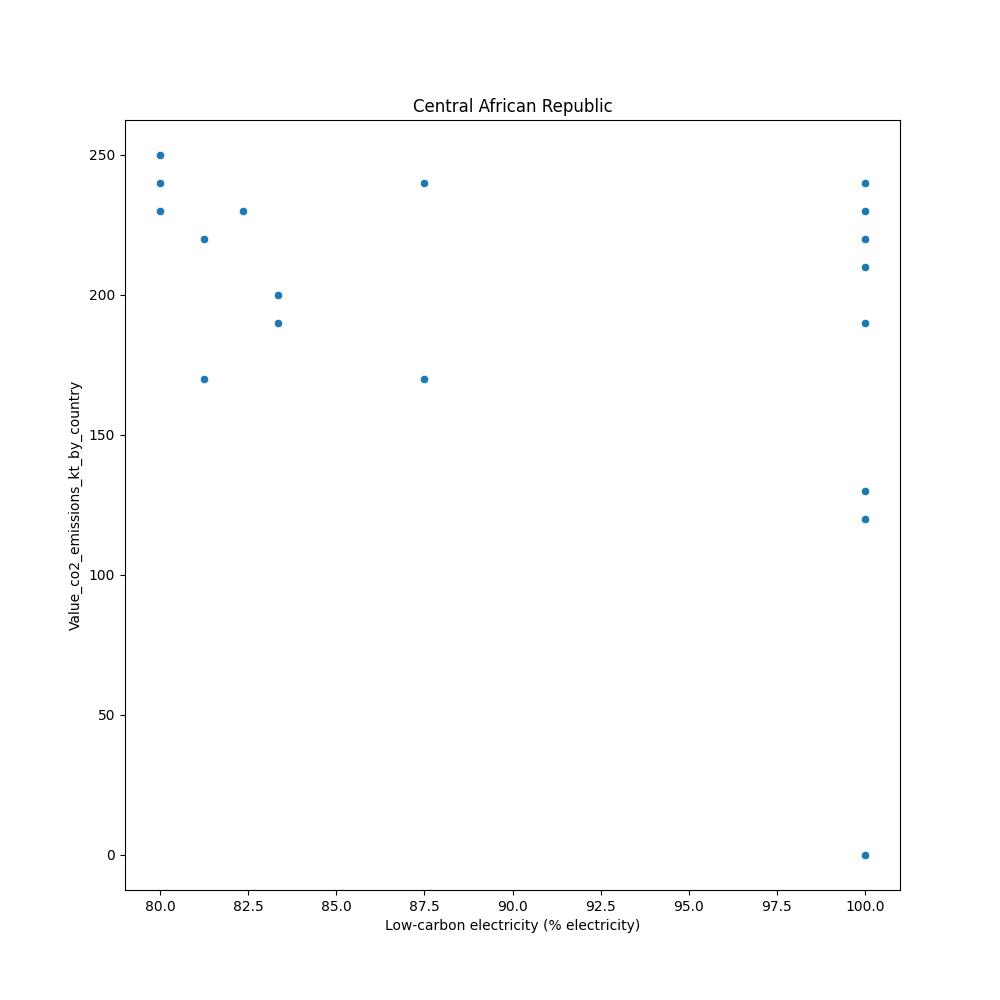 Central African Republic
250
200
150
100
50
0
Value_co2_emissions_kt_by_country
80.0 82.5 85.0 87.5 90.0 92.5 95.0 97.5 100.0
Low-carbon electricity (% electricity)